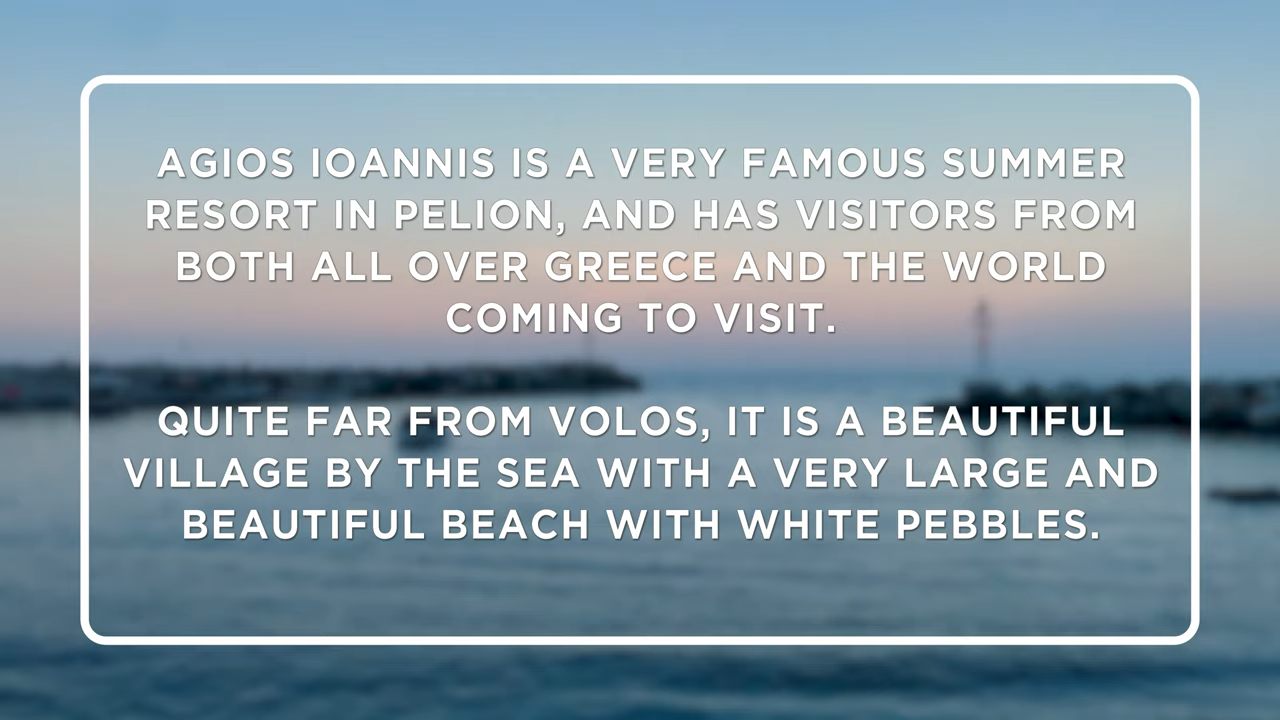 AGIOS IOANNIS IS A VERY FAMOUS SUMMER
RESORT IN PELION, AND HAS VISITORS FROM
BOTH ALL OVER GREECE AND THE WORLD
COMING TO VISIT.
QUITE FAR FROM VOLOS, IT IS A BEAUTIFUL
VILLAGE BY THE SEA WITH A VERY LARGE AND
BEAUTIFUL BEACH WITH WHITE PEBBLES.